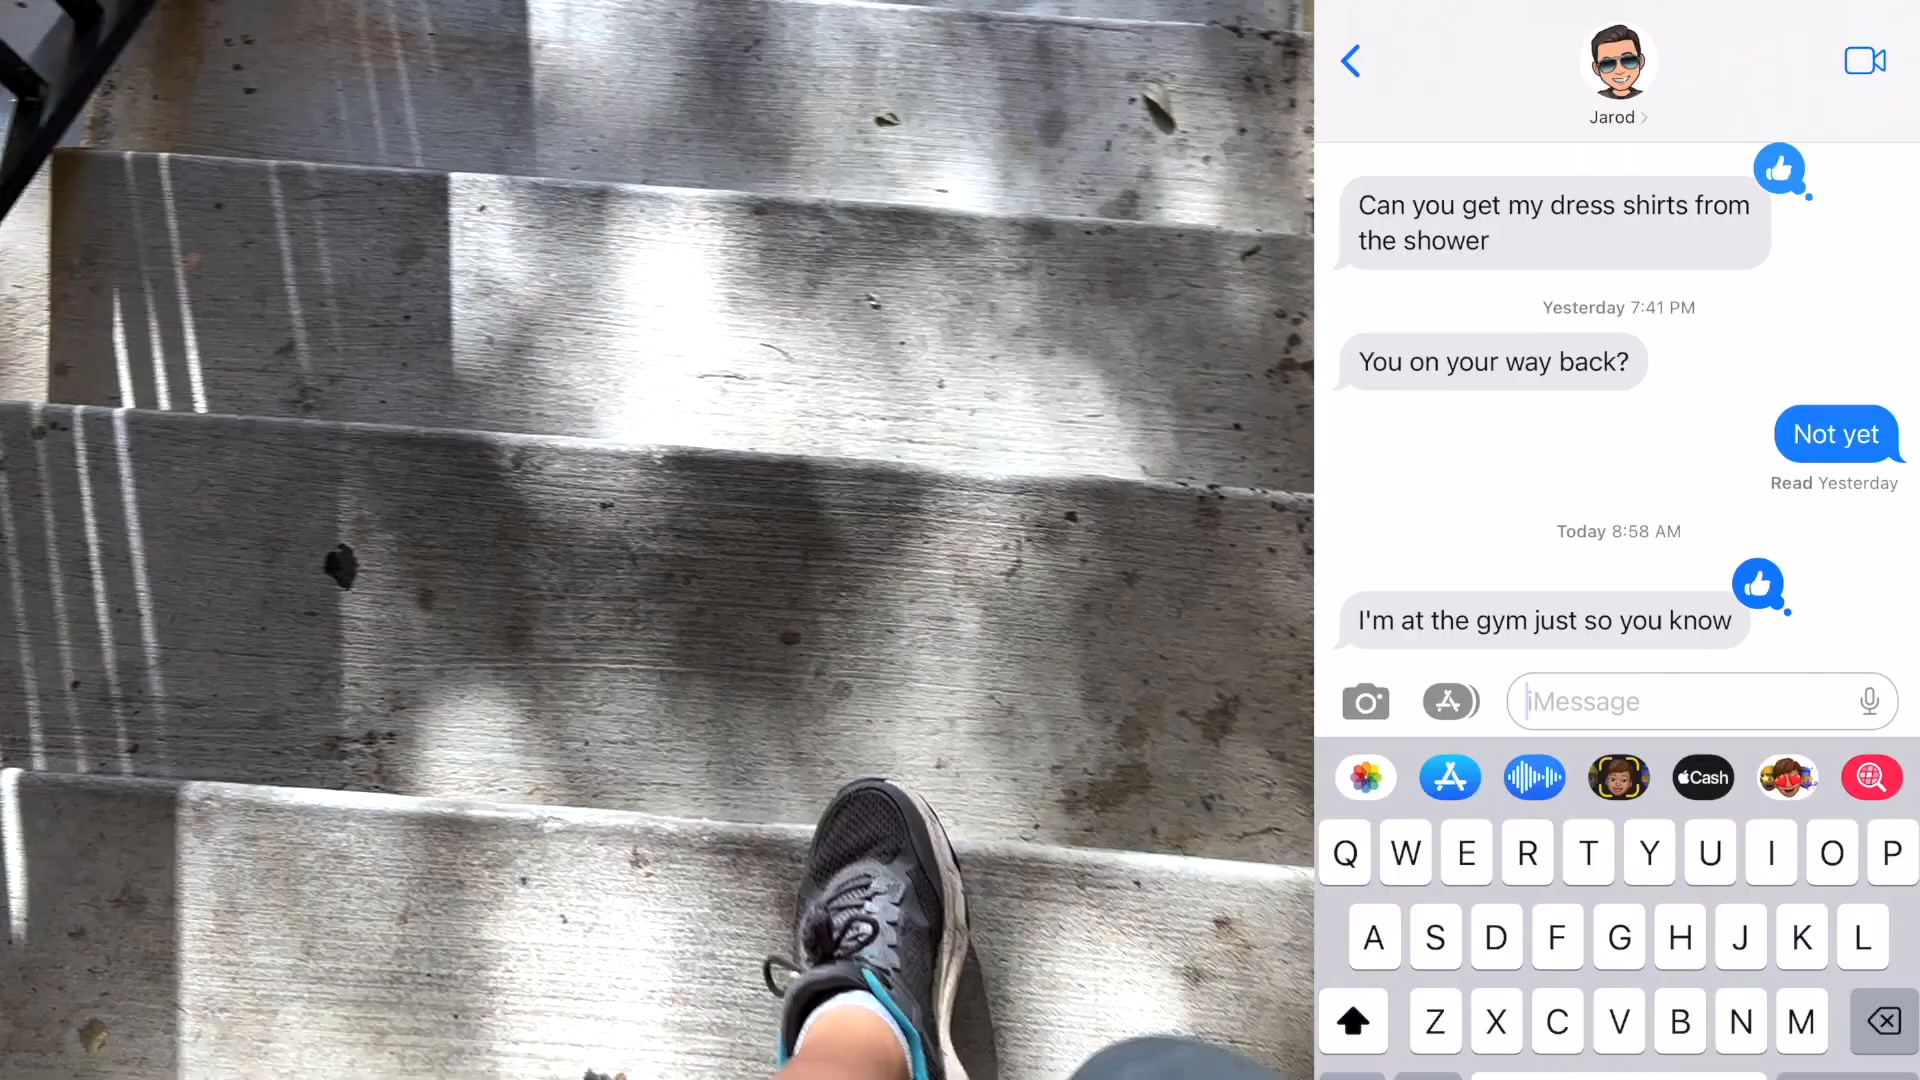 Jarod
Can you get my dress shirts from
the shower
Yesterday 7:41 PM
You on your way back?
Not yet
Read Yesterday
Today 8:58 AM
I'm at the gym just so you know
iMessage
Cash
Q W E R T Y U I O P
A S D F G H J K L
Z X C V B N M